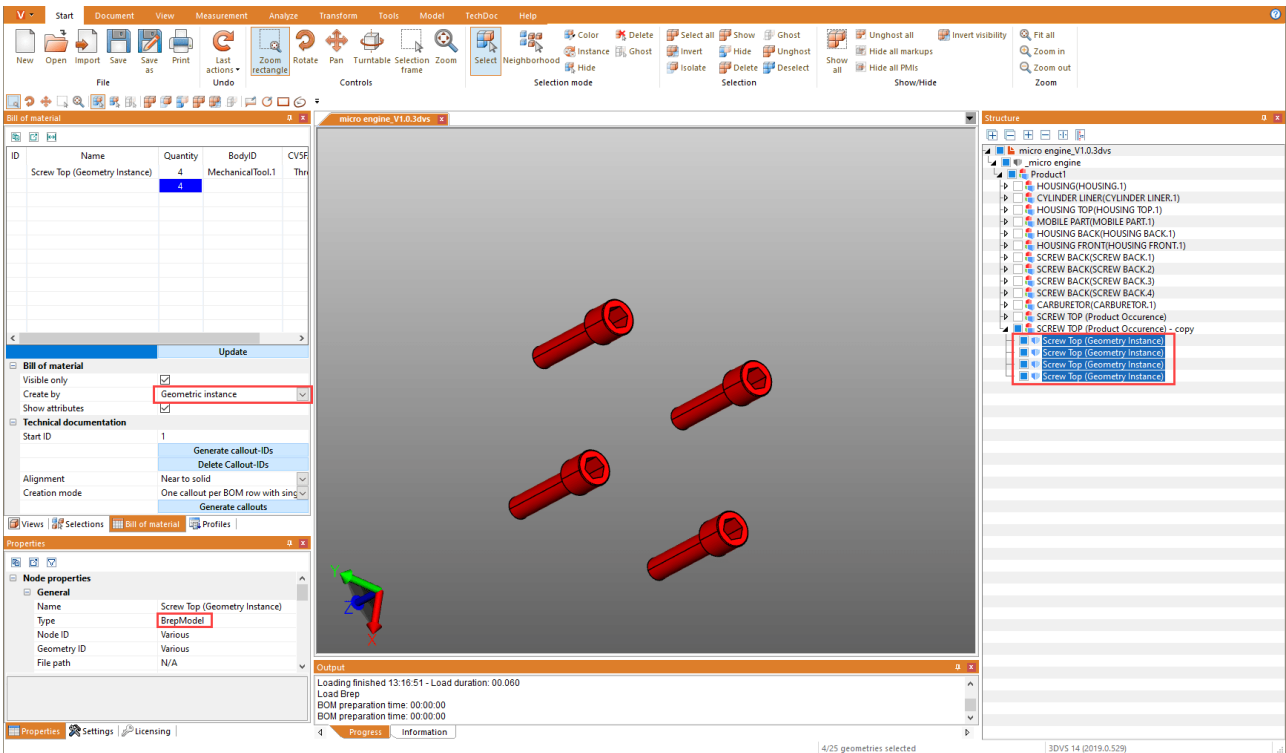 V Start Document View Measurement Analyze Transform Tools Model TechDoc Help
New Open Import Save Save as Print
File
Last actions
Undo
Zoom rectangle Rotate Pan Turntable Selection frame Zoom
Controls
Select Neighborhood Color Delete
Instance Ghost
Hide
Selection mode
Select all Show Ghost
Invert Hide Unghost
Isolate Delete Deselect
Selection
Show all Unghost all Invert visibility
Hide all markups
Hide all PMIs
Show/Hide
Fit all
Zoom in
Zoom out
Zoom
Bill of material
ID Name Quantity BodyID CV5F
Screw Top (Geometry Instance) 4 MechanicalTool.1 Thr
4
Update
Bill of material
Visible only
Create by Geometric instance
Show attributes
Technical documentation
Start ID 1
Generate callout-IDs
Delete Callout-IDs
Alignment Near to solid
Creation mode One callout per BOM row with sing
Generate callouts
Views Selections Bill of material Profiles
Properties
Node properties
General
Name Screw Top (Geometry Instance)
Type BrepModel
Node ID Various
Geometry ID Various
File path N/A
Properties Settings Licensing
micro engine_V1.0.3dvs
Y
Z
X
Output
Loading finished 13:16:51 - Load duration: 00.060
Load Brep
BOM preparation time: 00:00:00
BOM preparation time: 00:00:00
Progress Information
Structure
micro engine_V1.0.3dvs
_micro engine
Product1
HOUSING(HOUSING.1)
CYLINDER LINER(CYLINDER LINER.1)
HOUSING TOP(HOUSING TOP.1)
MOBILE PART(MOBILE PART.1)
HOUSING BACK(HOUSING BACK.1)
HOUSING FRONT(HOUSING FRONT.1)
SCREW BACK(SCREW BACK.1)
SCREW BACK(SCREW BACK.2)
SCREW BACK(SCREW BACK.3)
SCREW BACK(SCREW BACK.4)
CARBURETOR(CARBURETOR.1)
SCREW TOP (Product Occurence)
SCREW TOP (Product Occurence) - copy
Screw Top (Geometry Instance)
Screw Top (Geometry Instance)
Screw Top (Geometry Instance)
Screw Top (Geometry Instance)
4/25 geometries selected 3DVS 14 (2019.0.529)